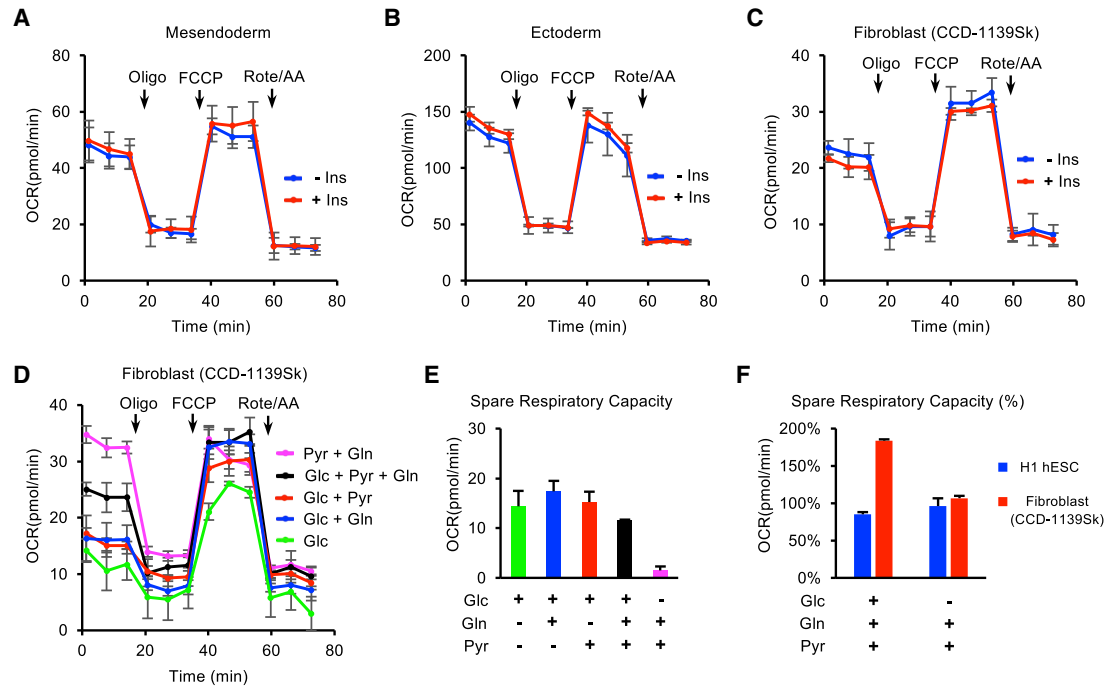 A
Mesendoderm
OCR(pmol/min)
80
60
40
20
0
Oligo
FCCP
Rote/AA
- Ins
+ Ins
0 20 40 60 80
Time (min)
B
Ectoderm
OCR(pmol/min)
200
150
100
50
0
Oligo
FCCP
Rote/AA
- Ins
+ Ins
0 20 40 60 80
Time (min)
C
Fibroblast (CCD-1139Sk)
OCR(pmol/min)
40
30
20
10
0
Oligo
FCCP
Rote/AA
- Ins
+ Ins
0 20 40 60 80
Time (min)
D
Fibroblast (CCD-1139Sk)
OCR(pmol/min)
40
30
20
10
0
Oligo
FCCP
Rote/AA
Pyr + Gln
Glc + Pyr + Gln
Glc + Pyr
Glc + Gln
Glc
0 20 40 60 80
Time (min)
E
Spare Respiratory Capacity
OCR(pmol/min)
30
20
10
0
Glc + + + + -
Gln - + - + +
Pyr - - + + +
F
Spare Respiratory Capacity (%)
OCR(pmol/min)
200%
150%
100%
50%
0%
H1 hESC
Fibroblast
(CCD-1139Sk)
Glc + -
Gln + +
Pyr + +